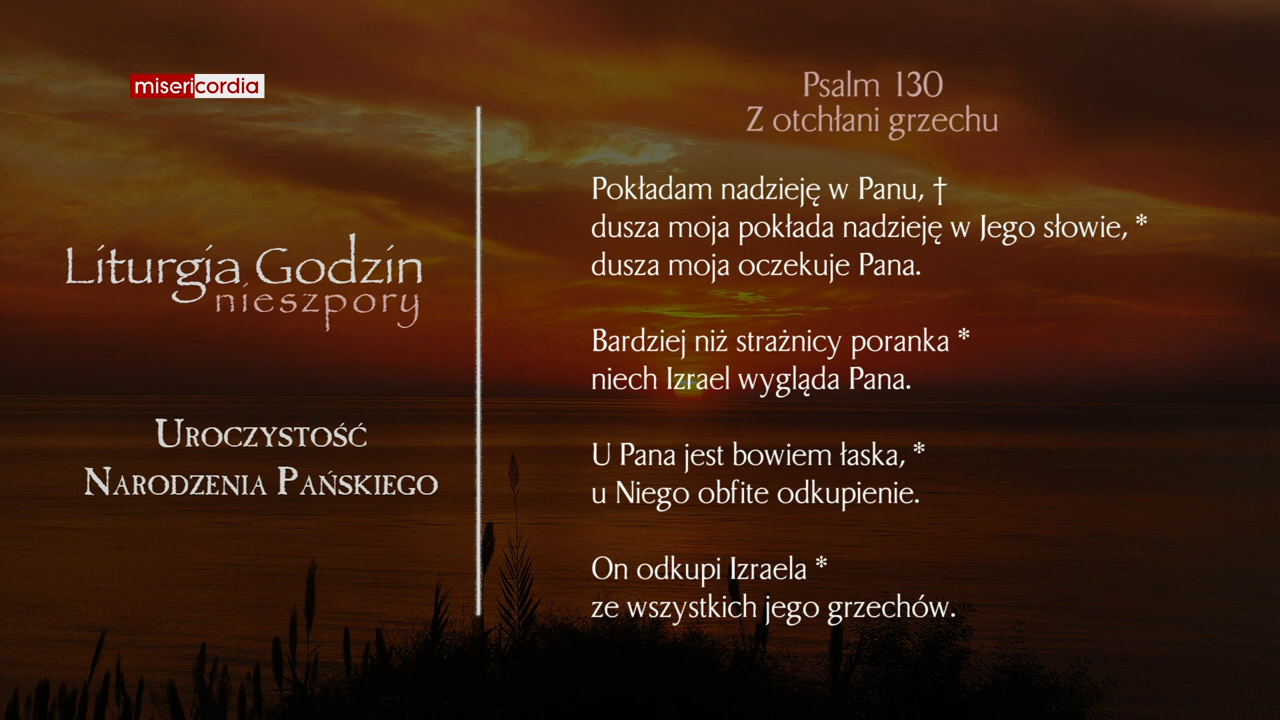 misericordia
Liturgia Godzin
nieszpory
Uroczystość
Narodzenia Pańskiego
Psalm 130
Z otchłani grzechu
Pokładam nadzieję w Panu, †
dusza moja pokłada nadzieję w Jego słowie, *
dusza moja oczekuje Pana.
Bardziej niż strażnicy poranka *
niech Izrael wygląda Pana.
U Pana jest bowiem łaska, *
u Niego obfite odkupienie.
On odkupi Izraela *
ze wszystkich jego grzechów.